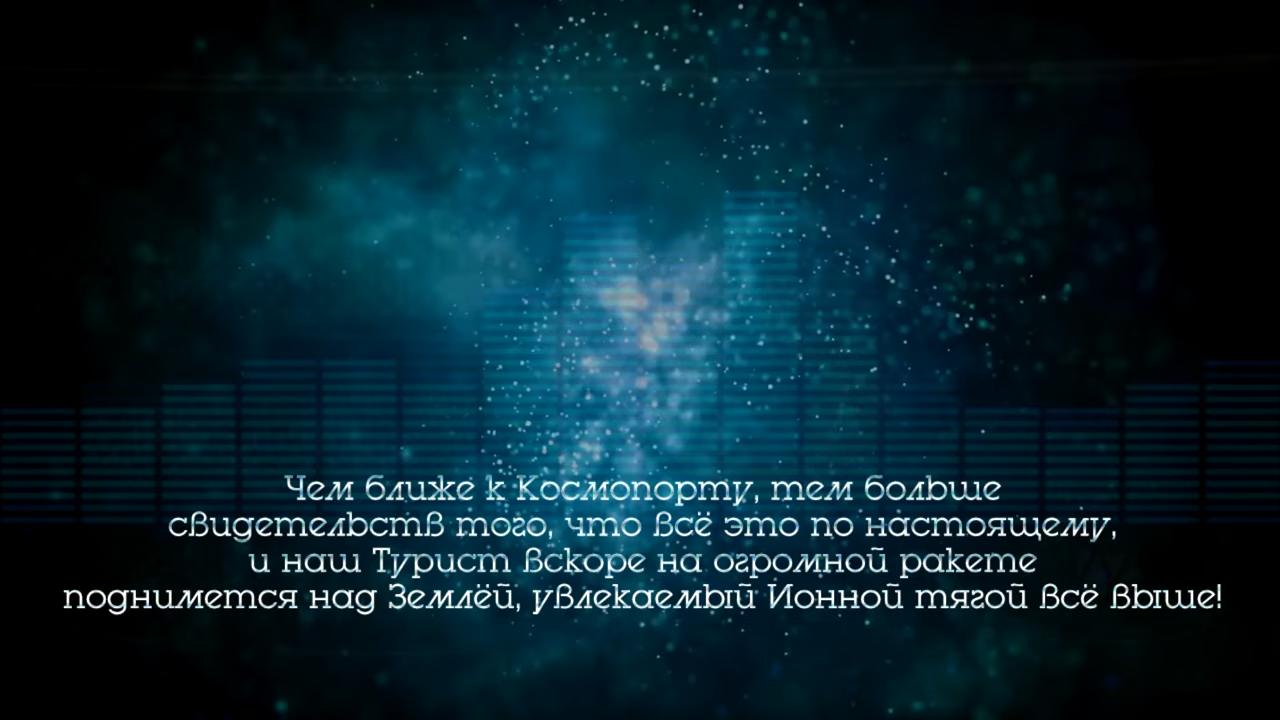 Чем ближе к Космопорту, тем больше
свидетельств того, что всё это по настоящему,
и наш Турист вскоре на огромной ракете
поднимется над Землёй, увлекаемый Ионной тягой всё выше!